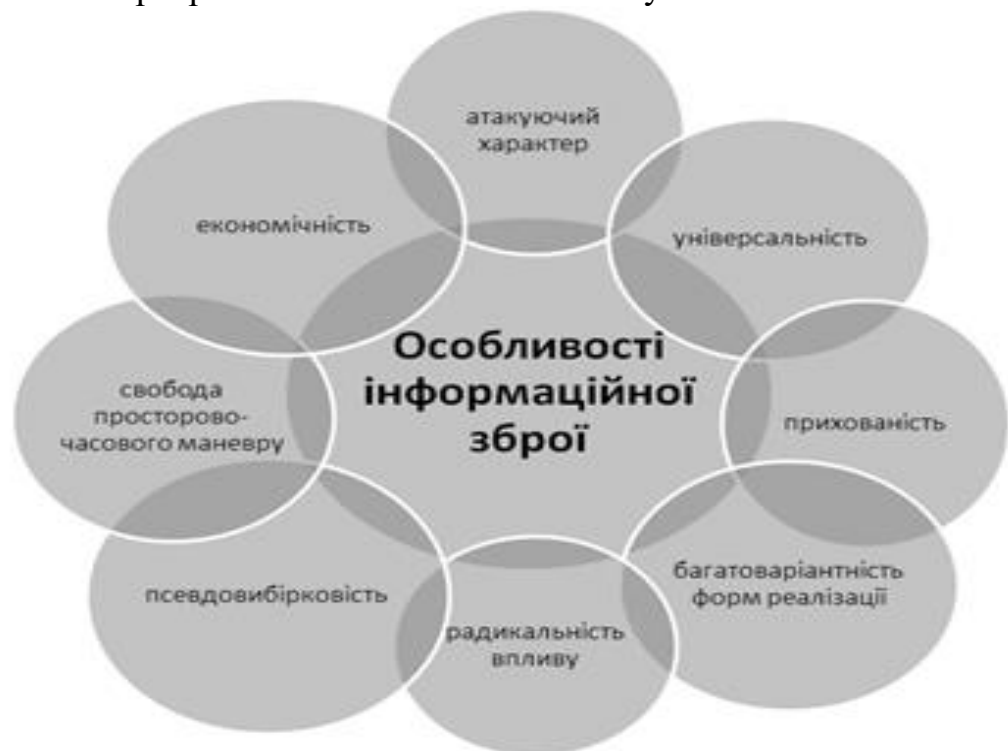 Особливості
інформаційної
зброї
атакуючий
характер
універсальність
прихованість
багатоваріантність
форм реалізації
радикальність
впливу
псевдовибірковість
свобода
просторово-
часового маневру
економічність